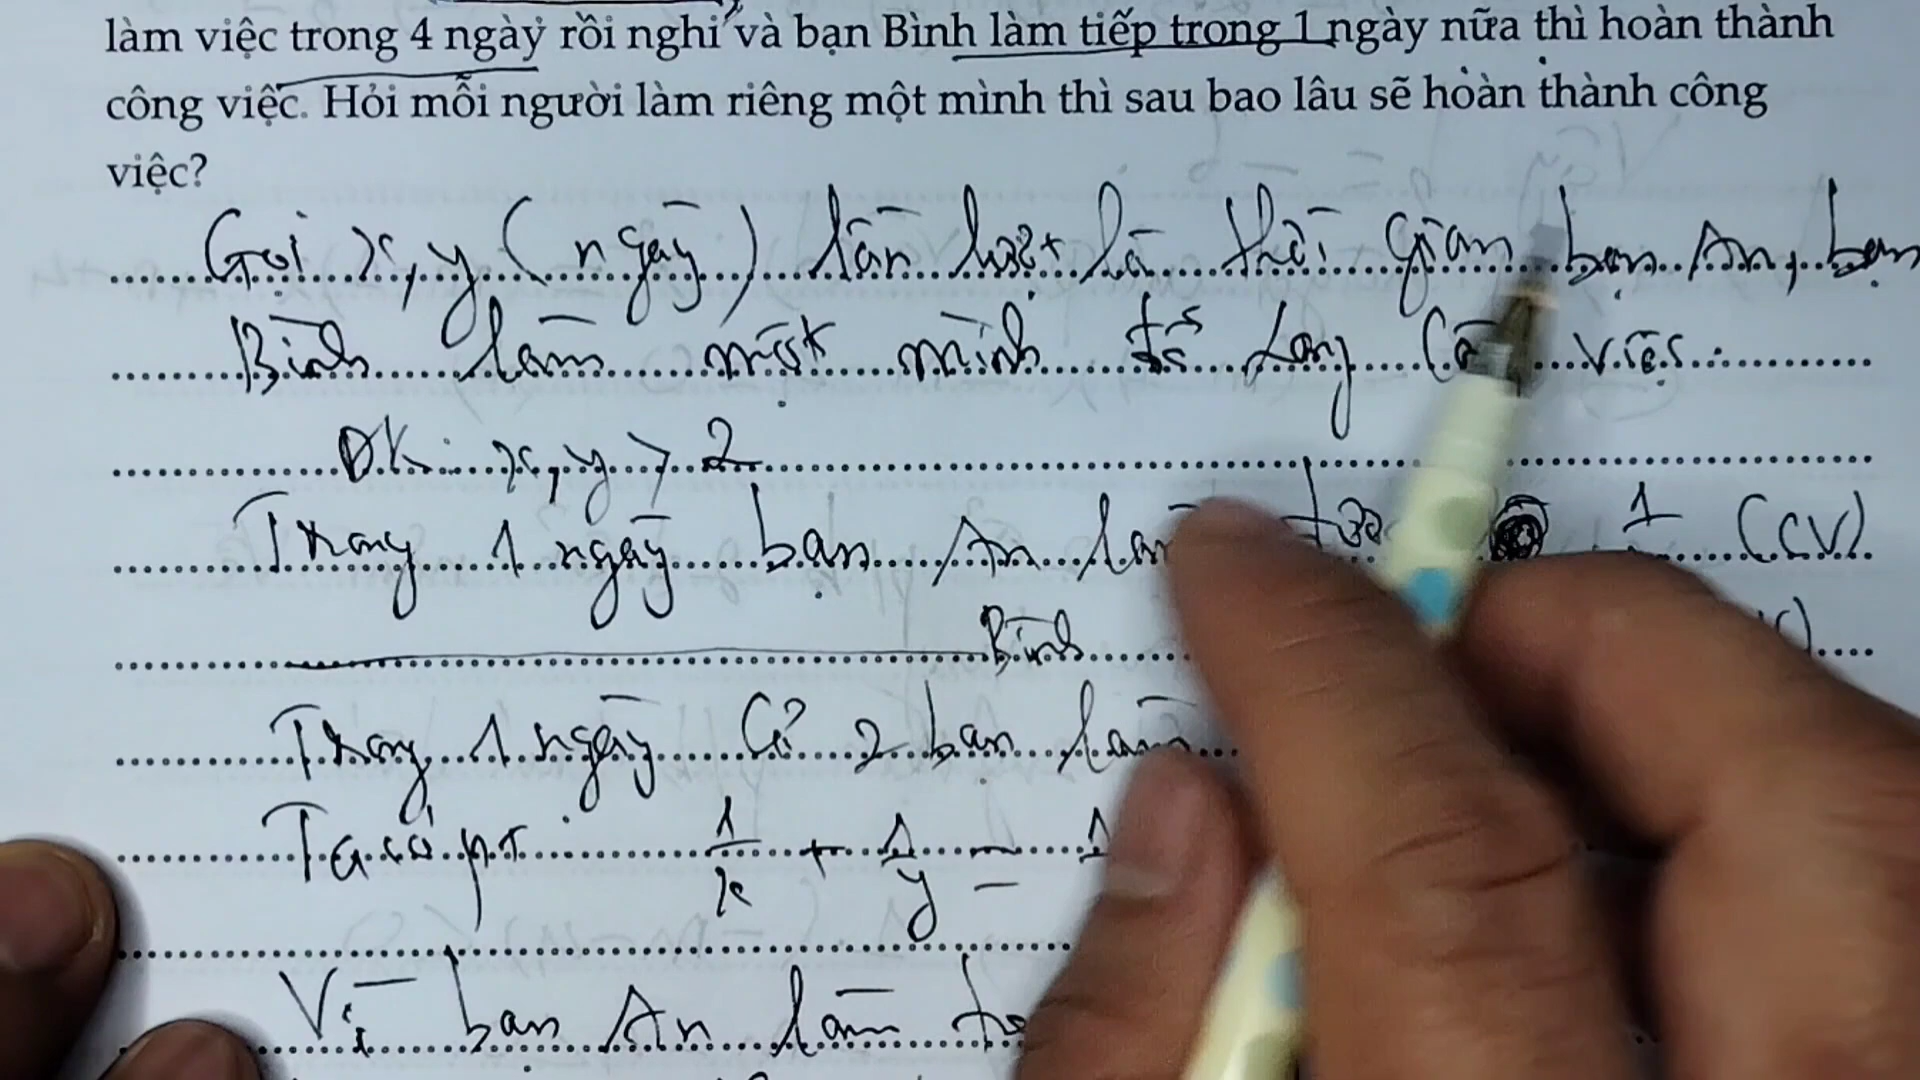 làm việc trong 4 ngày rồi nghỉ và bạn Bình làm tiếp trong 1 ngày nữa thì hoàn thành
công việc. Hỏi mỗi người làm riêng một mình thì sau bao lâu sẽ hoàn thành công
việc?
Gọi x, y (ngày) lần lượt là thời gian bạn An, bạn
Bình làm một mình để xong việc
ĐK: x, y > 2
Trong 1 ngày bạn An làm 1 (CV)
Bình
Trong 1 ngày Cả 2 bạn làm
Ta có pt 1/x + 1/y = 1
Vì bạn An làm